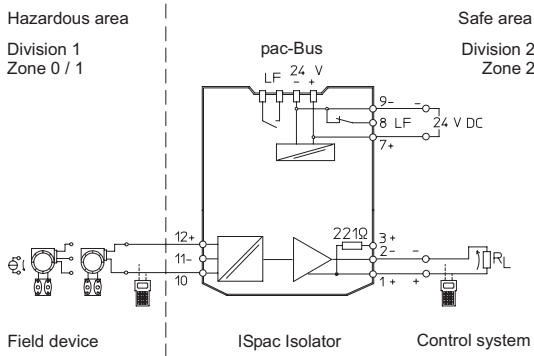 Hazardous area
Safe area
Division 1
Zone 0 / 1
pac-Bus
Division 2
Zone 2
LF 24 V
- +
9- -
8 LF 24 V DC
7+
12+
11-
10
221Ω
3+
2- -
1+ +
RL
Field device
ISpac Isolator
Control system